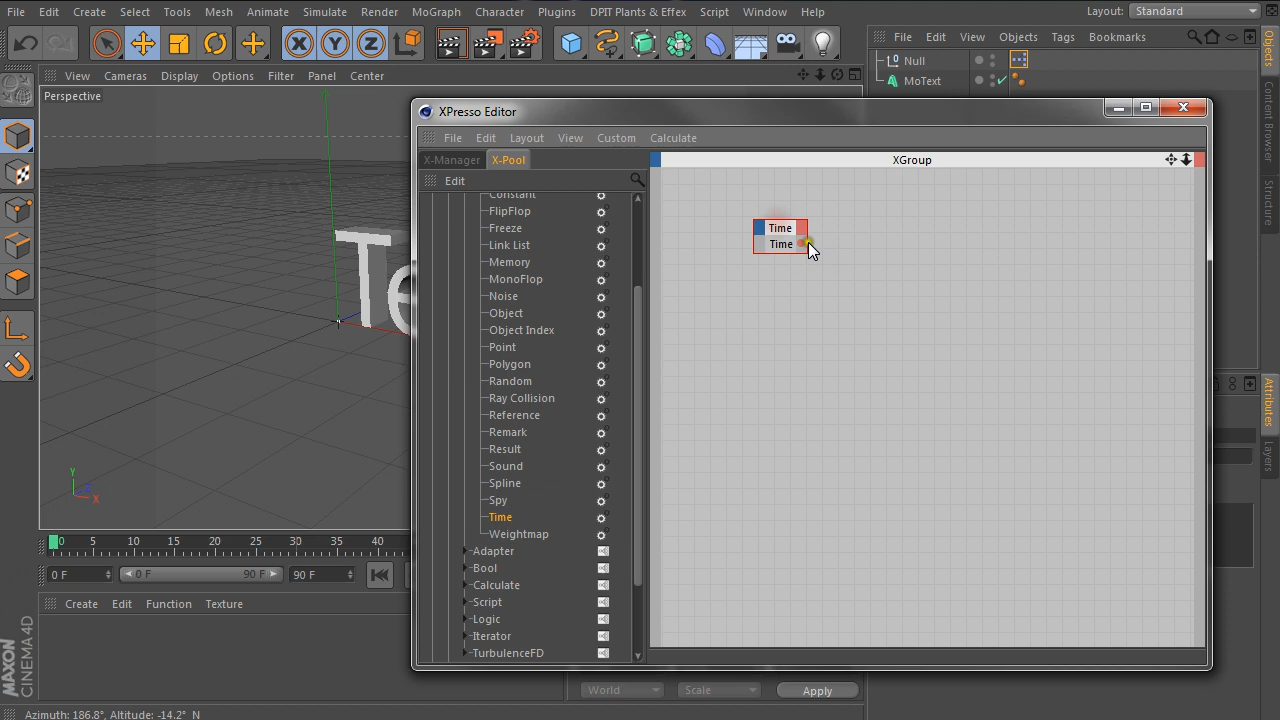 File Edit Create Select Tools Mesh Animate Simulate Render MoGraph Character Plugins DPIT Plants & Effex Script Window Help Layout: Standard
File Edit View Objects Tags Bookmarks
Null
MoText
View Cameras Display Options Filter Panel Center
Perspective
XPresso Editor
File Edit Layout View Custom Calculate
X-Manager X-Pool
XGroup
Edit
Constant
FlipFlop
Freeze
Link List
Memory
MonoFlop
Noise
Object
Object Index
Point
Polygon
Random
Ray Collision
Reference
Remark
Result
Sound
Spline
Spy
Time
Weightmap
Adapter
Bool
Calculate
Script
Logic
Iterator
TurbulenceFD
Time
Time
Te
Y
Z
X
0 5 10 15 20 25 30 35 40
0 F 0 F 90 F 90 F
Create Edit Function Texture
World Scale Apply
Azimuth: 186.8°, Altitude: -14.2° N
MAXON
CINEMA 4D
Objects
Content Browser
Structure
Attributes
Layers